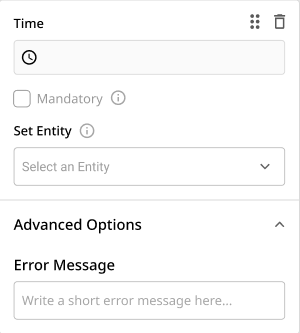 Time
Mandatory
Set Entity
Select an Entity
Advanced Options
Error Message
Write a short error message here...